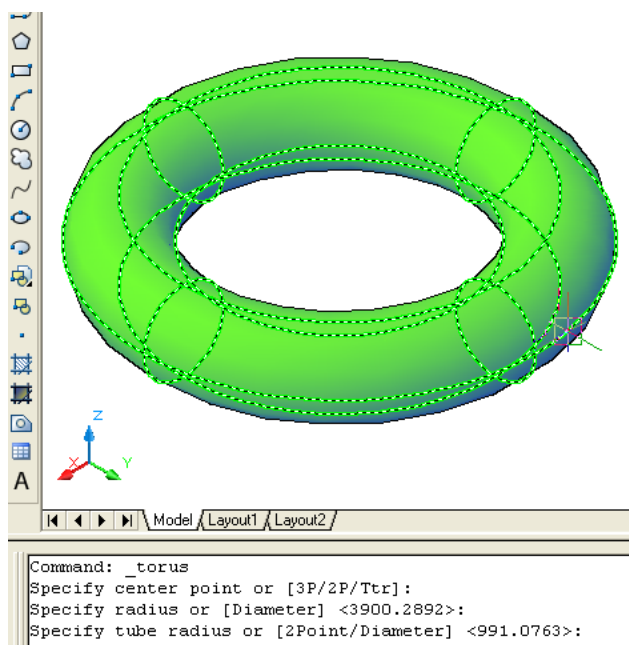 A
Z
X
Y
Model Layout1 Layout2
Command: _torus
Specify center point or [3P/2P/Ttr]:
Specify radius or [Diameter] <3900.2892>:
Specify tube radius or [2Point/Diameter] <991.0763>: